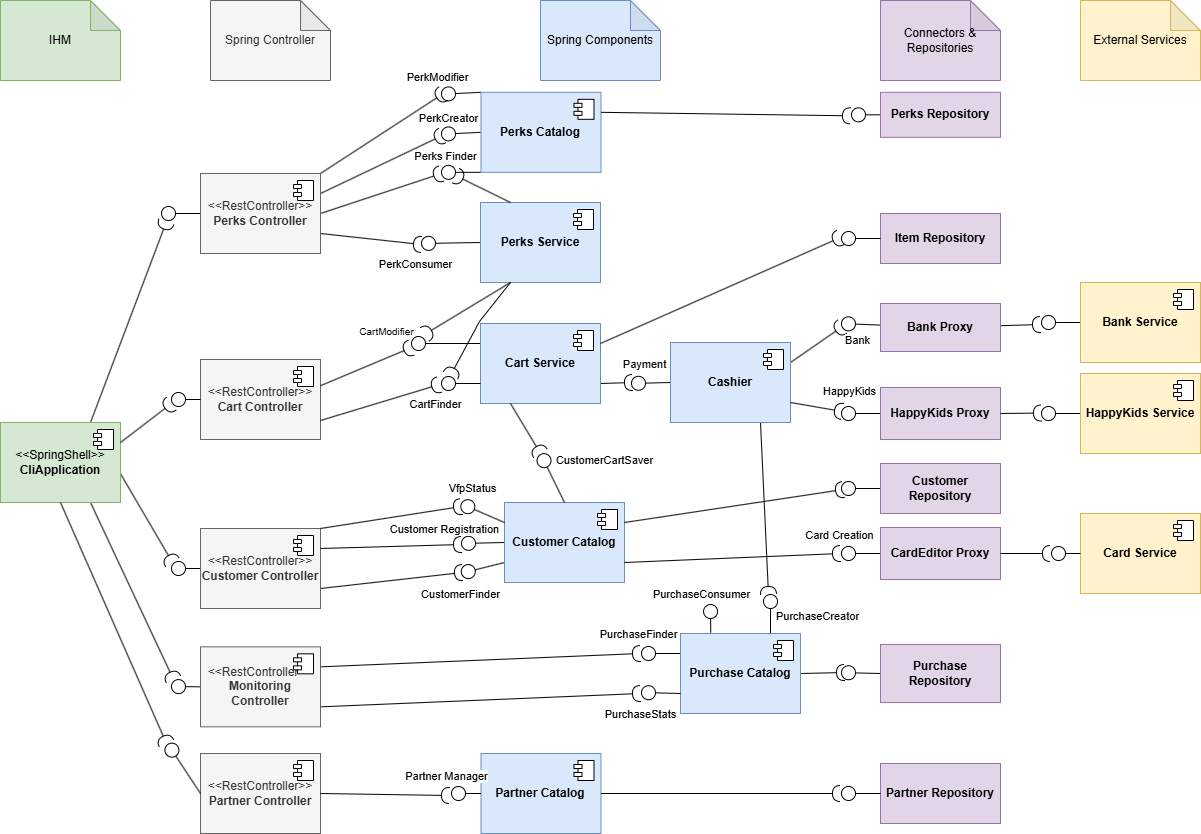 IHM
Spring Controller
Spring Components
Connectors &
Repositories
External Services
PerkModifier
PerkCreator
Perks Finder
Perks Catalog
Perks Repository
<<RestController>>
Perks Controller
Perks Service
PerkConsumer
Item Repository
CartModifier
Cart Service
CartFinder
Payment
Cashier
Bank
Bank Proxy
Bank Service
HappyKids
HappyKids Proxy
HappyKids Service
<<RestController>>
Cart Controller
<<SpringShell>>
CliApplication
CustomerCartSaver
VfpStatus
Customer Registration
CustomerFinder
Customer Catalog
Customer
Repository
Card Creation
CardEditor Proxy
Card Service
<<RestController>>
Customer Controller
PurchaseConsumer
PurchaseCreator
PurchaseFinder
Purchase Catalog
PurchaseStats
Purchase
Repository
<<RestController
Monitoring
Controller
<<RestController>>
Partner Controller
Partner Manager
Partner Catalog
Partner Repository